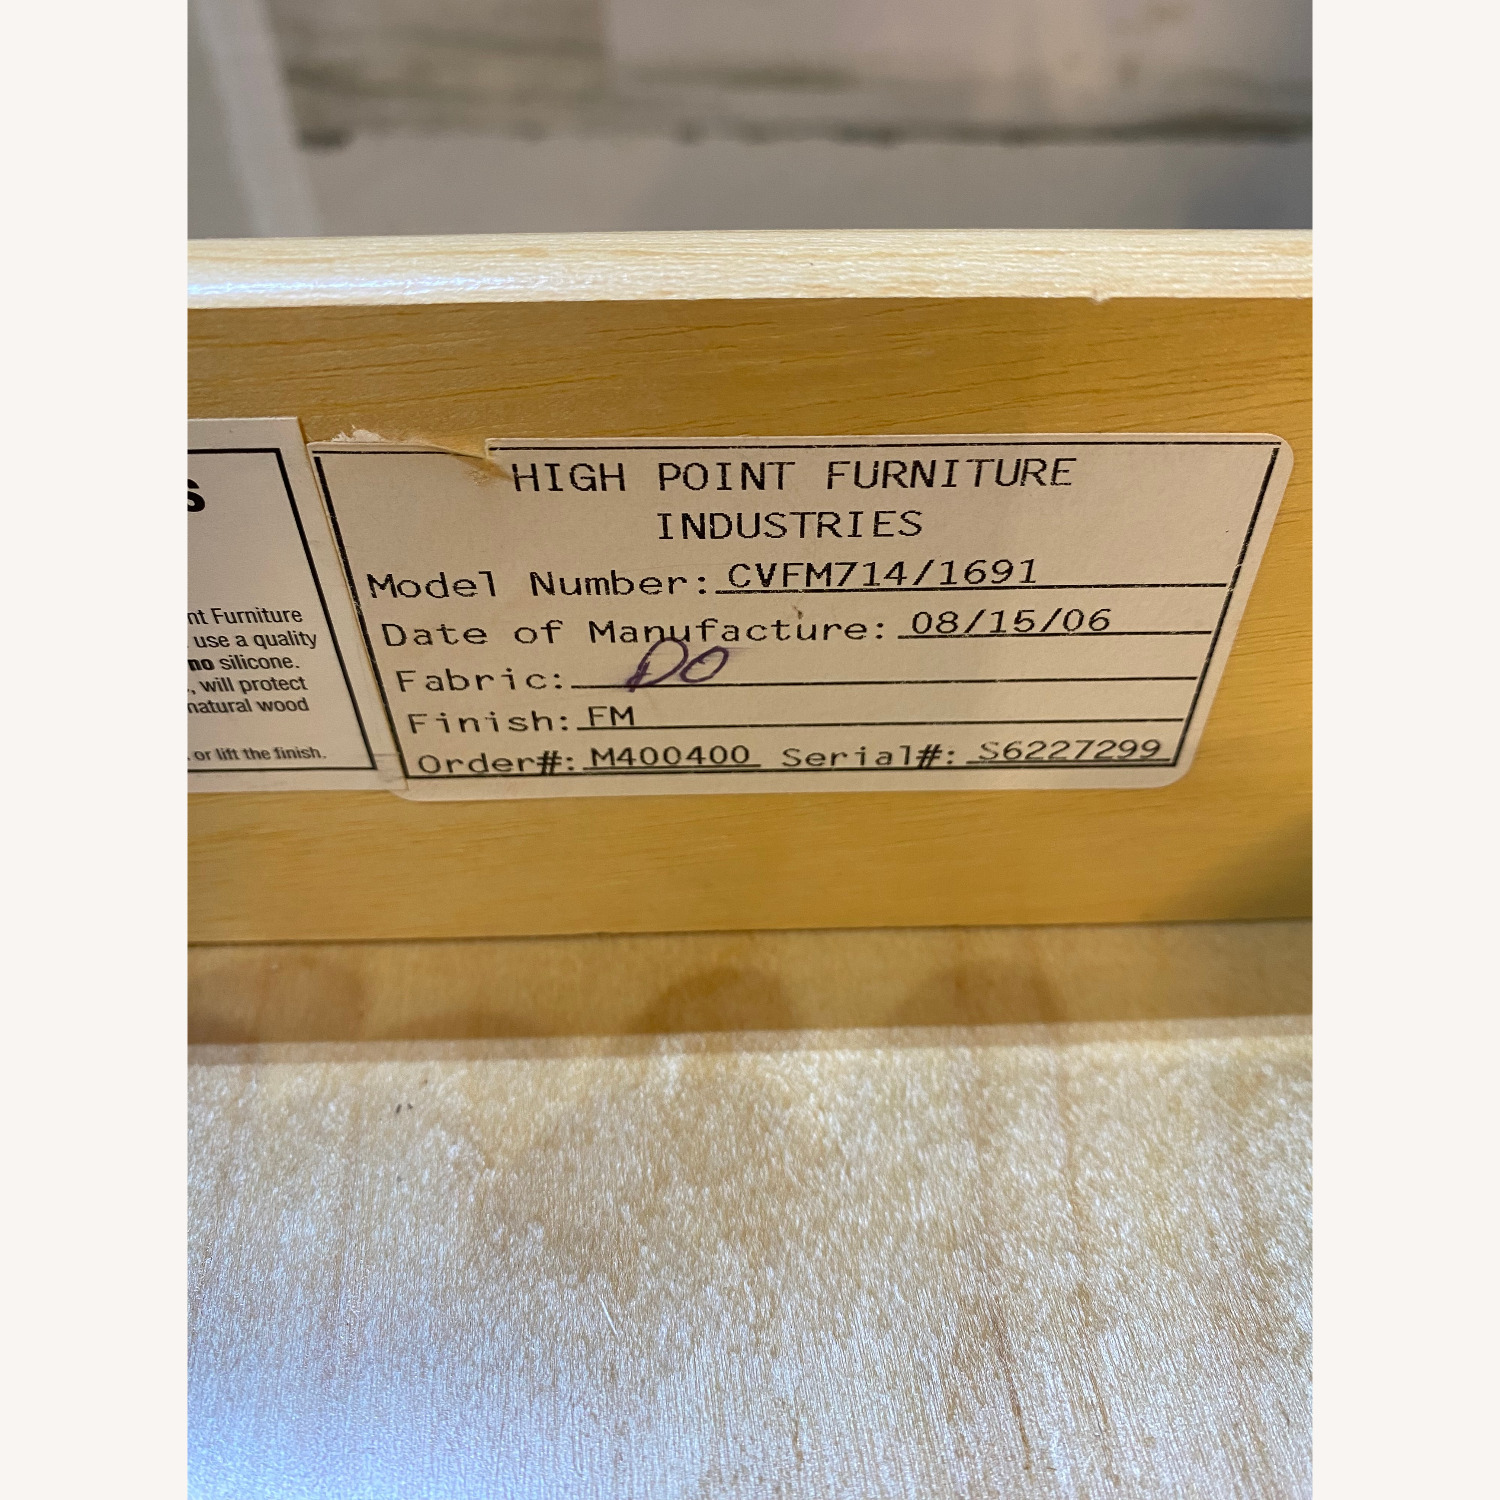 s
nt Furniture
use a quality
no silicone.
, will protect
natural wood
or lift the finish.
HIGH POINT FURNITURE
INDUSTRIES
Model Number: CVFM714/1691
Date of Manufacture: 08/15/06
Fabric: DO
Finish: FM
Order#: M400400 Serial#: S6227299